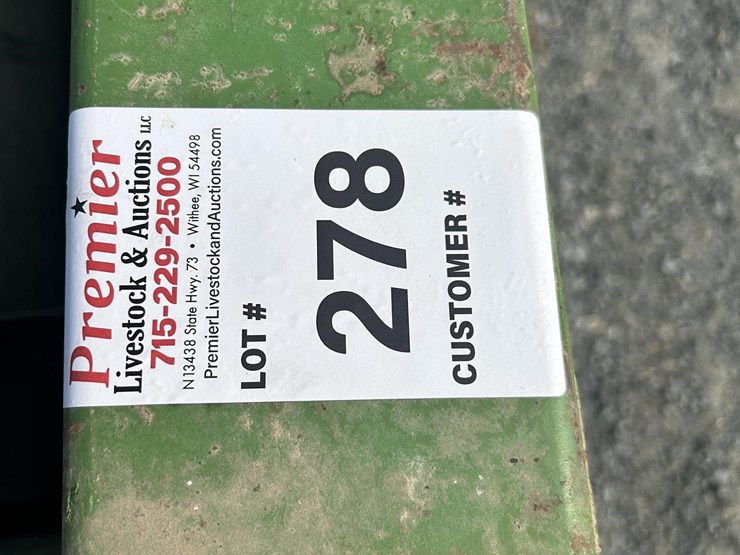 Premier
Livestock & Auctions LLC
715-229-2500
N13438 State Hwy. 73 • Withee, WI 54498
PremierLivestockandAuctions.com
LOT #
278
CUSTOMER #